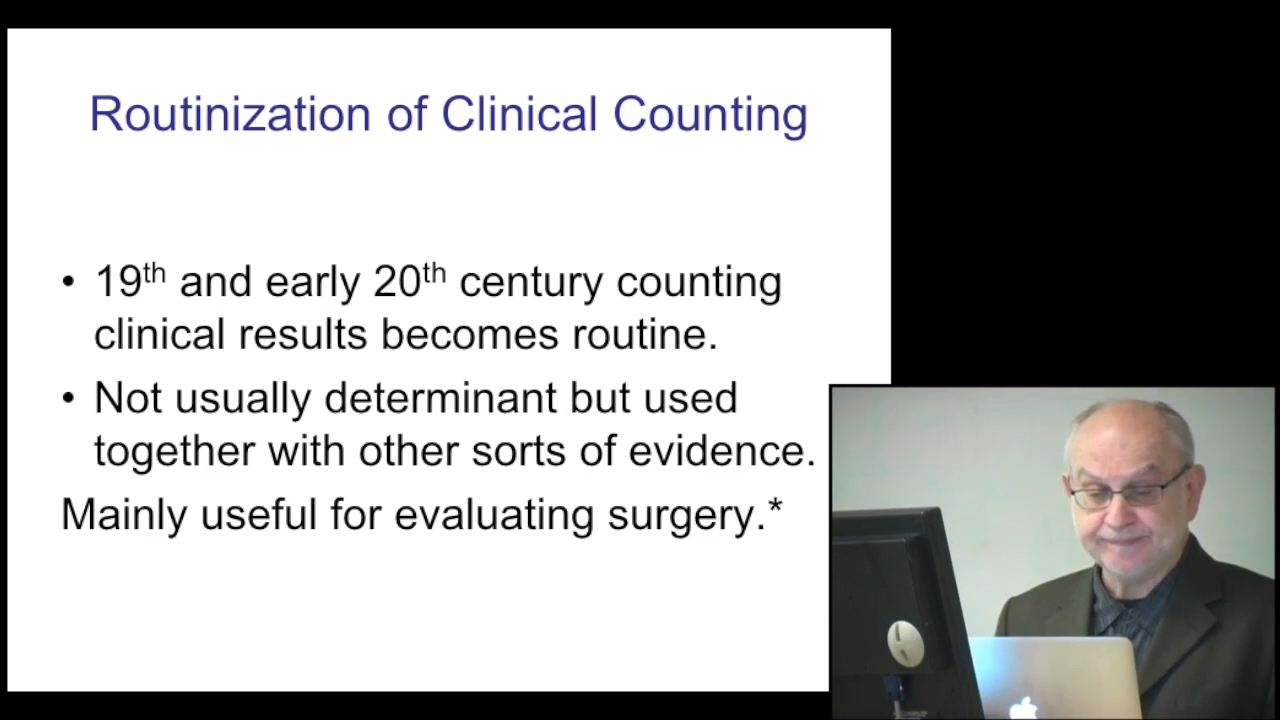 Routinization of Clinical Counting
• 19th and early 20th century counting
clinical results becomes routine.
• Not usually determinant but used
together with other sorts of evidence.
Mainly useful for evaluating surgery.*